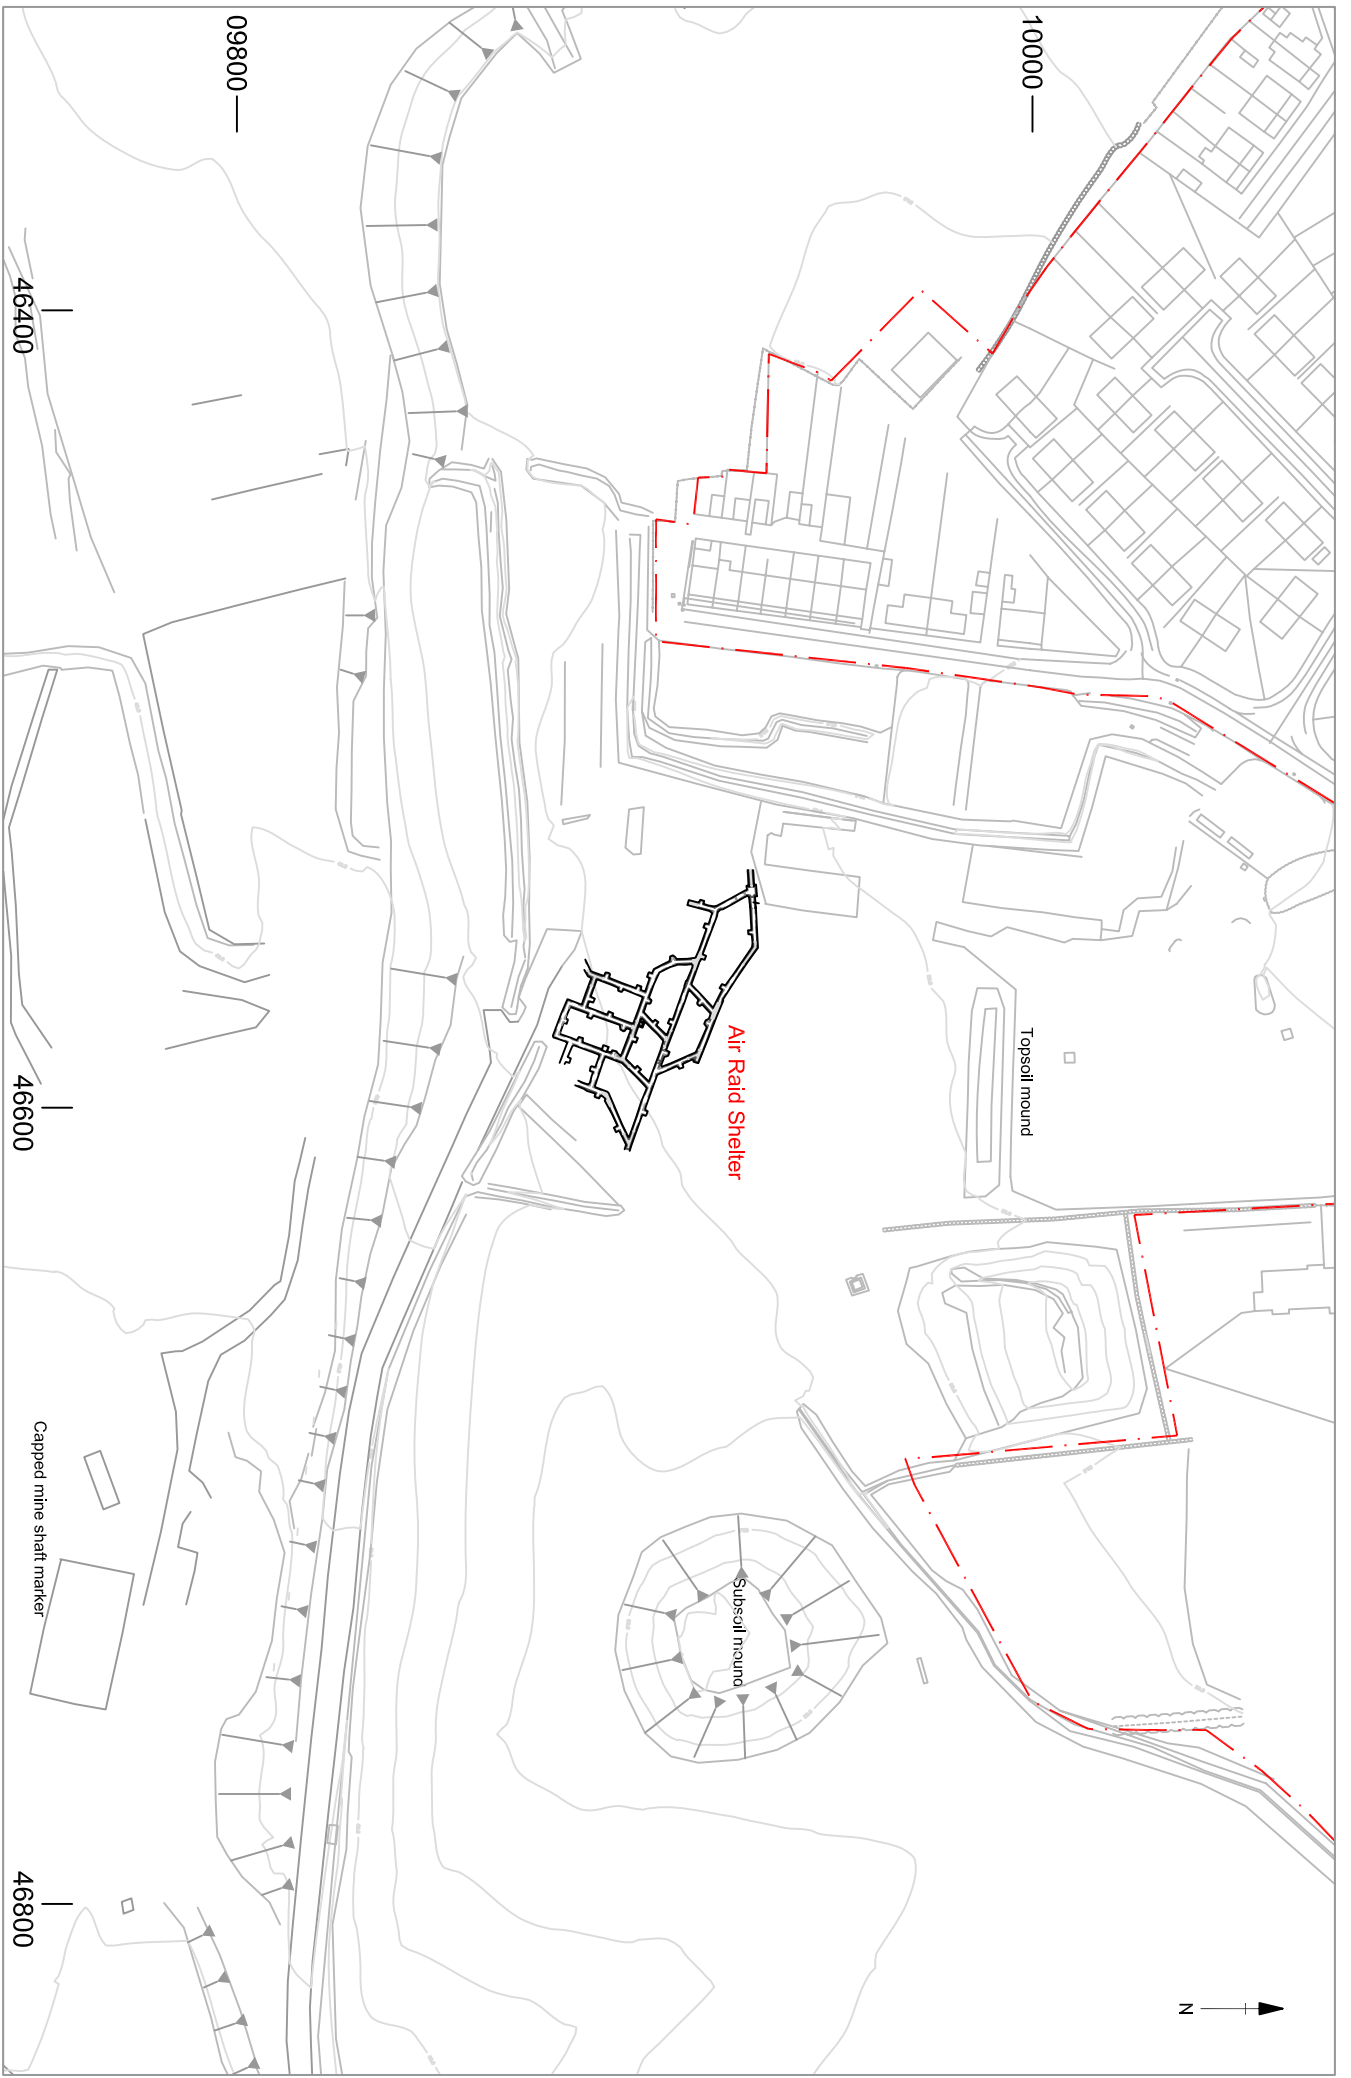 09800
10000
46400
46600
46800
Air Raid Shelter
Topsoil mound
Subsoil mound
Capped mine shaft marker
N